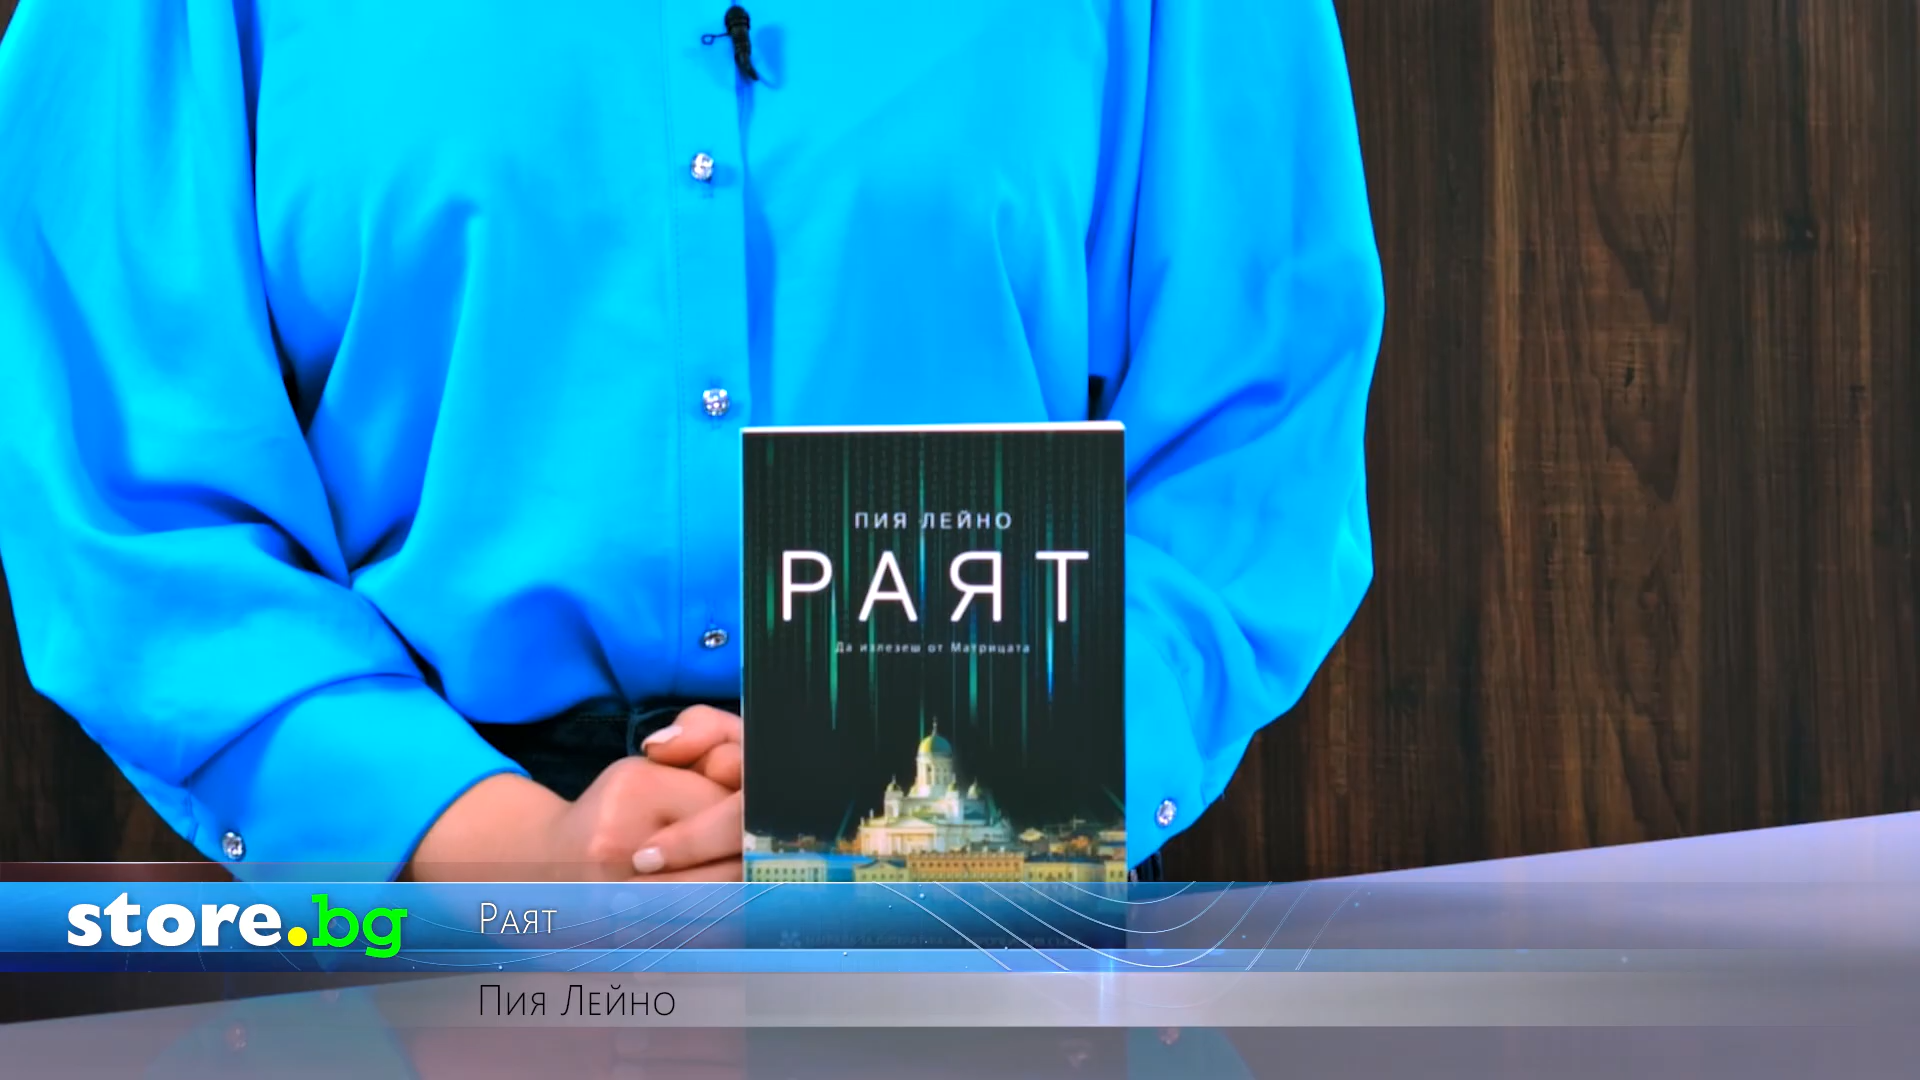 ПИЯ ЛЕЙНО
РАЯТ
Да излезеш от Матрицата
store.bg
Раят
Пия Лейно